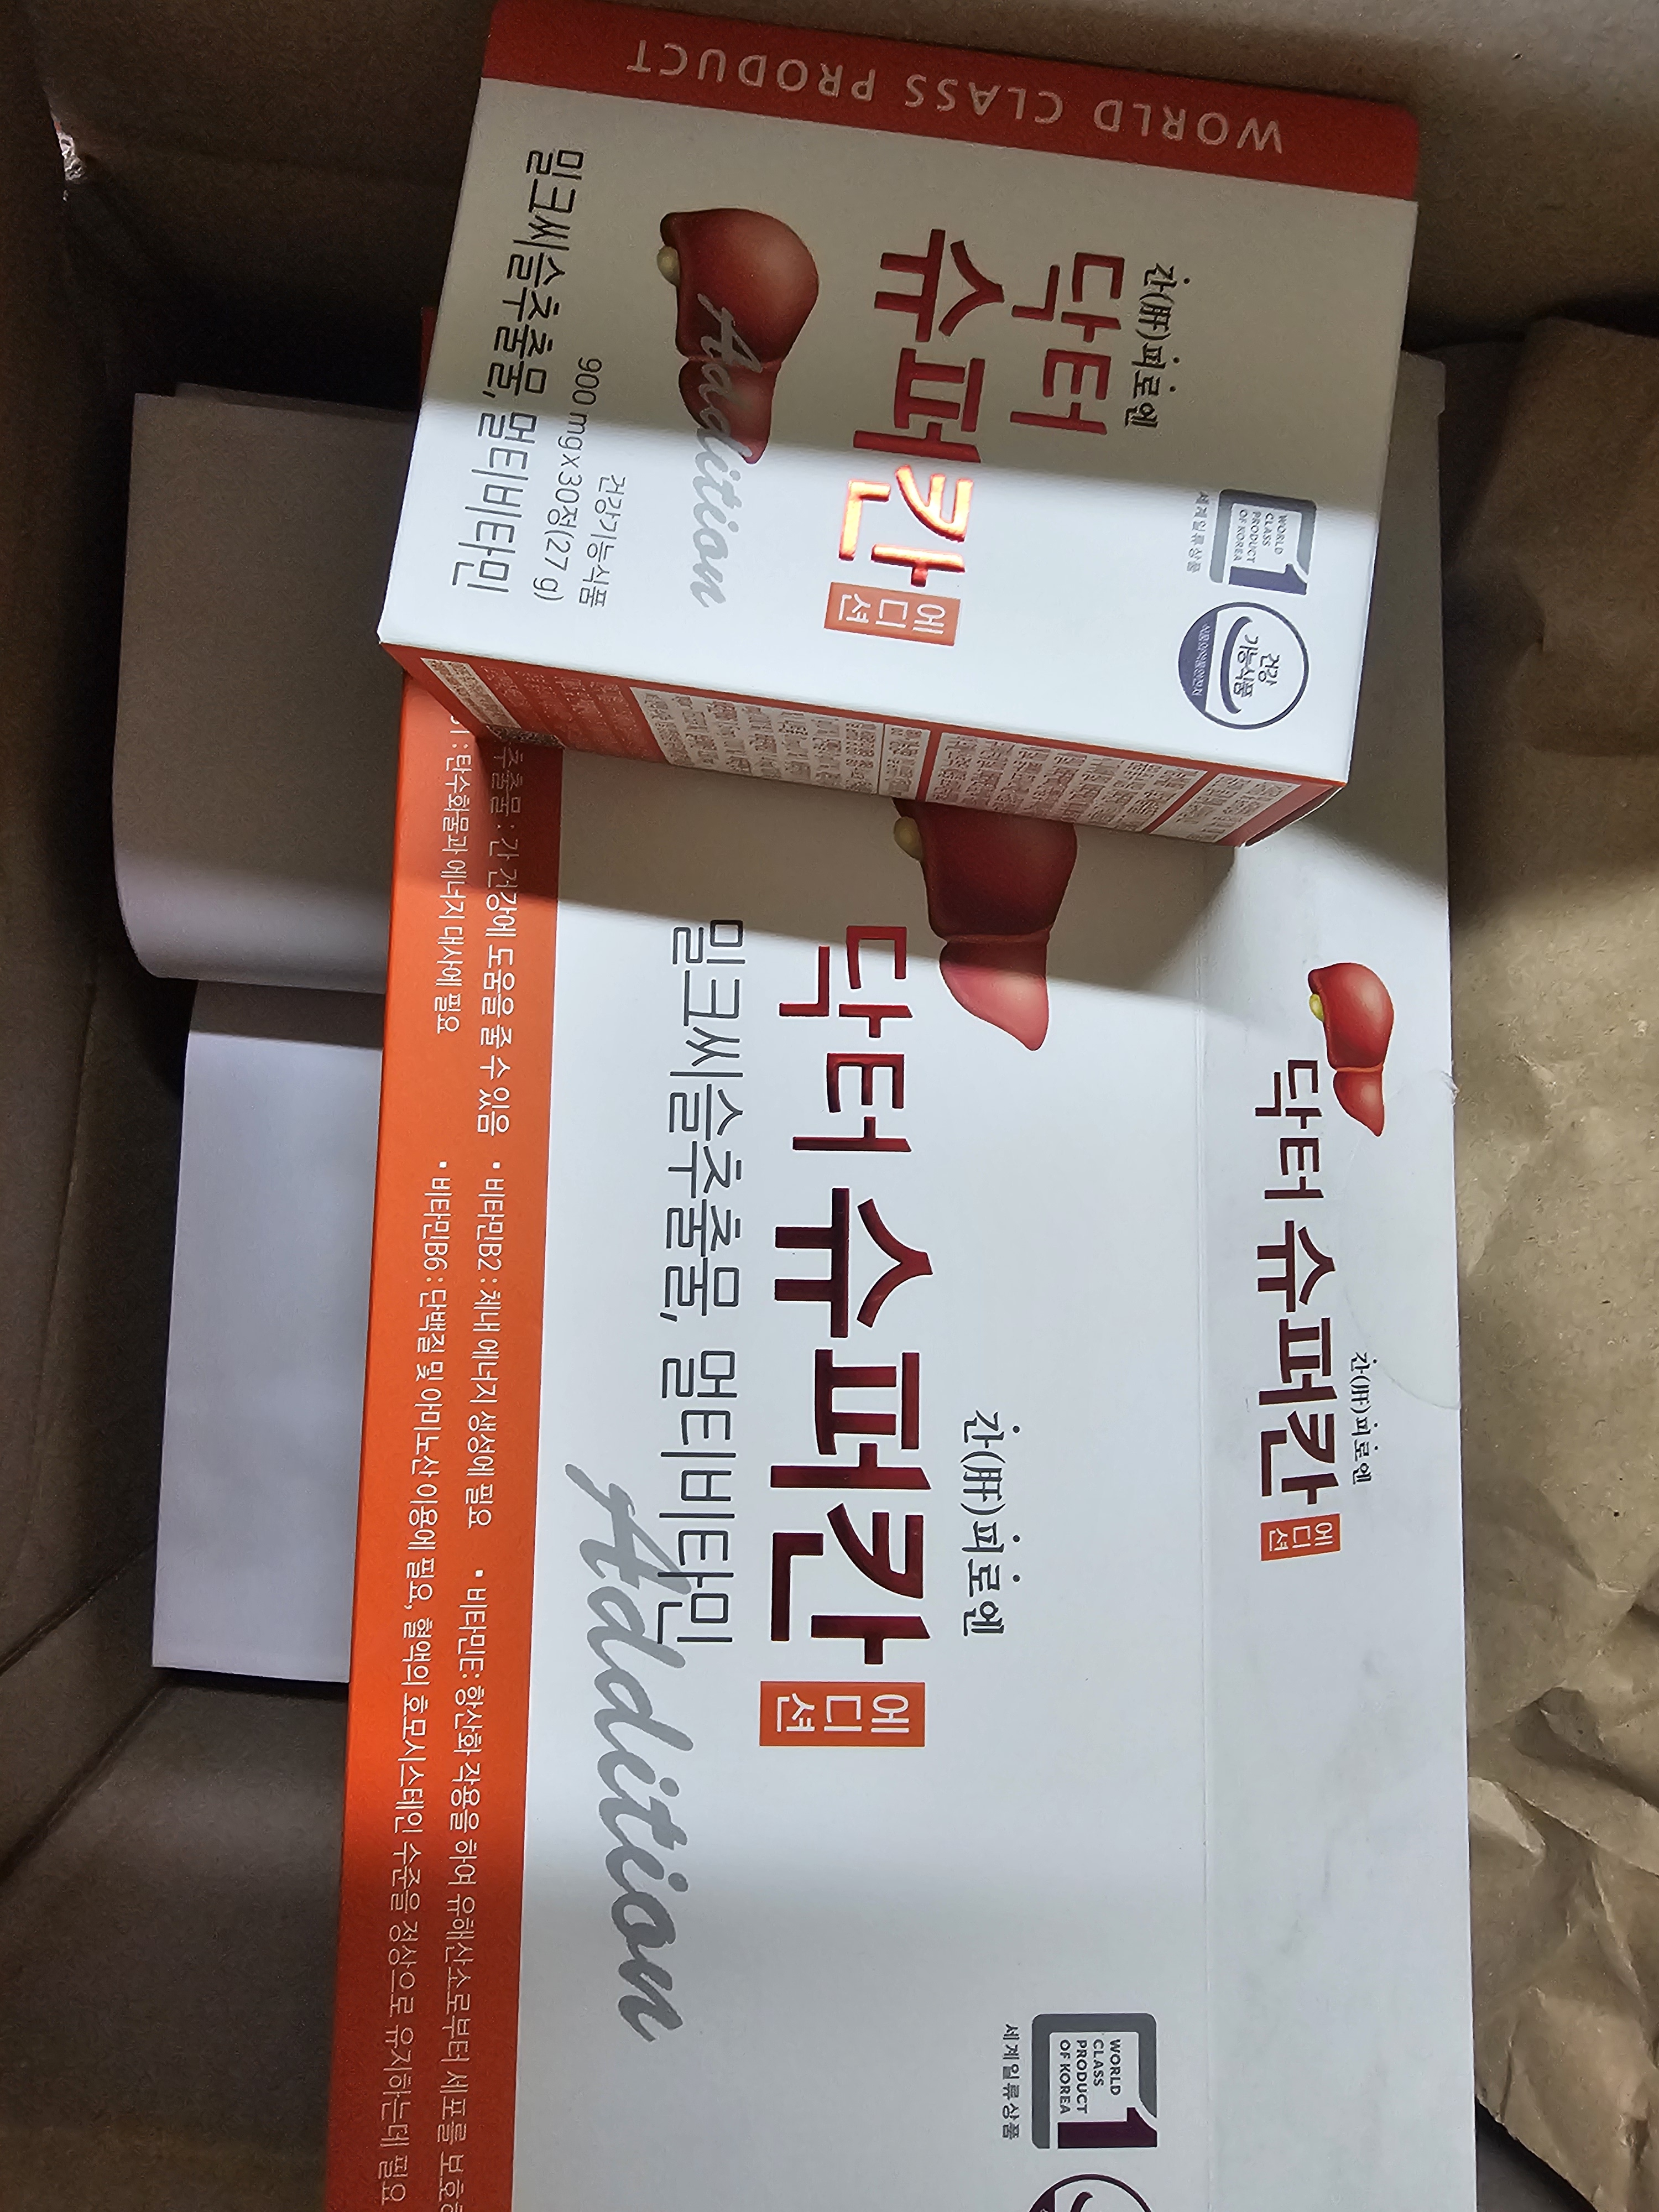 WORLD CLASS PRODUCT
WORLD
CLASS
PRODUCT
OF KOREA
1
세계일류상품
건강
기능식품
식품의약품안전처
간(肝)피로엔
닥터
슈퍼칸
에디션
Addition
건강기능식품
900 mg x 30정(27 g)
밀크씨슬추출물, 멀티비타민
간(肝)피로엔
닥터 슈퍼칸
에디션
간(肝)피로엔
닥터 슈퍼칸
에디션
밀크씨슬추출물, 멀티비타민
Addition
WORLD
CLASS
PRODUCT
OF KOREA
1
세계일류상품
추출물 : 간 건강에 도움을 줄 수 있음 ▪ 비타민B2 : 체내 에너지 생성에 필요 ▪ 비타민E: 항산화 작용을 하여 유해산소로부터 세포를 보호
: 탄수화물과 에너지 대사에 필요 ▪ 비타민B6 : 단백질 및 아미노산 이용에 필요, 혈액의 호모시스테인 수준을 정상으로 유지하는데 필요